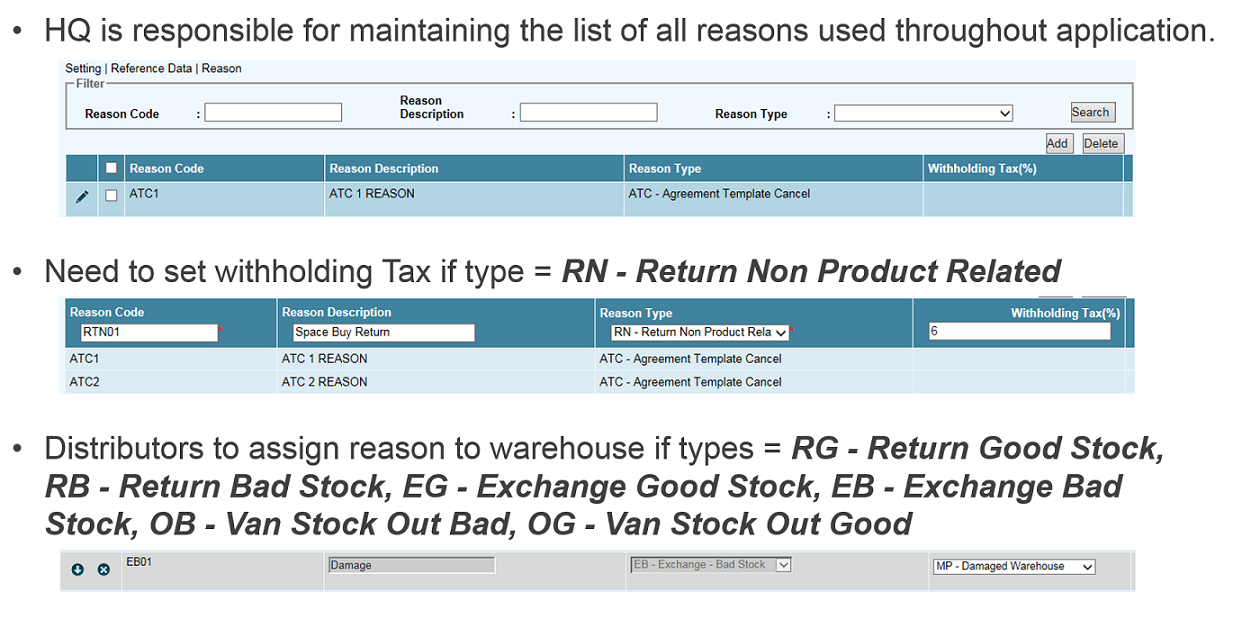 • HQ is responsible for maintaining the list of all reasons used throughout application.
Setting | Reference Data | Reason
Filter
Reason Code : Reason Description : Reason Type : Search
Add Delete
Reason Code Reason Description Reason Type Withholding Tax(%)
ATC1 ATC 1 REASON ATC - Agreement Template Cancel
• Need to set withholding Tax if type = RN - Return Non Product Related
Reason Code Reason Description Reason Type Withholding Tax(%)
RTN01 * Space Buy Return RN - Return Non Product Rela * 6
ATC1 ATC 1 REASON ATC - Agreement Template Cancel
ATC2 ATC 2 REASON ATC - Agreement Template Cancel
• Distributors to assign reason to warehouse if types = RG - Return Good Stock,
RB - Return Bad Stock, EG - Exchange Good Stock, EB - Exchange Bad
Stock, OB - Van Stock Out Bad, OG - Van Stock Out Good
EB01 Damage EB - Exchange - Bad Stock MP - Damaged Warehouse